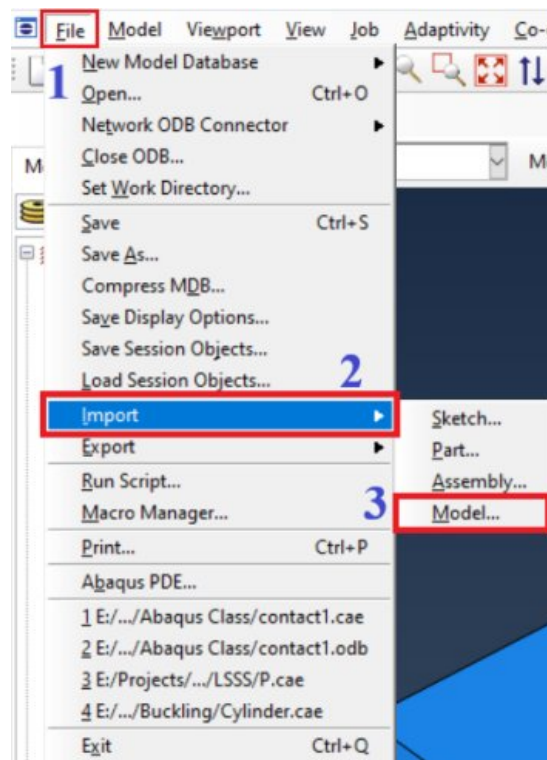 File Model Viewport View Job Adaptivity Co-
1
New Model Database
Open... Ctrl+O
Network ODB Connector
Close ODB...
Set Work Directory...
Save Ctrl+S
Save As...
Compress MDB...
Save Display Options...
Save Session Objects...
Load Session Objects...
2
Import
Sketch...
Export
Part...
Run Script...
Assembly...
Macro Manager...
3
Model...
Print... Ctrl+P
Abaqus PDE...
1 E:/.../Abaqus Class/contact1.cae
2 E:/.../Abaqus Class/contact1.odb
3 E:/Projects/.../LSSS/P.cae
4 E:/.../Buckling/Cylinder.cae
Exit Ctrl+Q